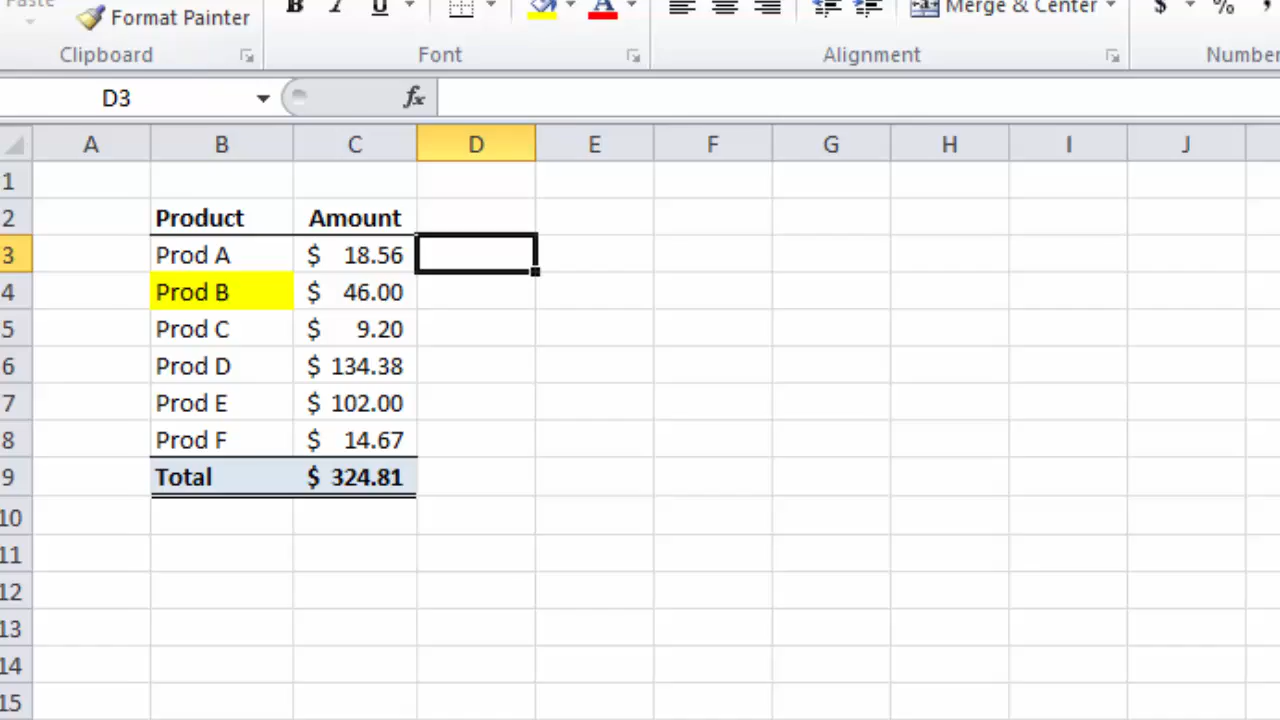 Paste Format Painter B I U A Merge & Center $ % ,
Clipboard Font Alignment Number
D3 fx
A B C D E F G H I J
1
2 Product Amount
3 Prod A $ 18.56
4 Prod B $ 46.00
5 Prod C $ 9.20
6 Prod D $ 134.38
7 Prod E $ 102.00
8 Prod F $ 14.67
9 Total $ 324.81
10
11
12
13
14
15